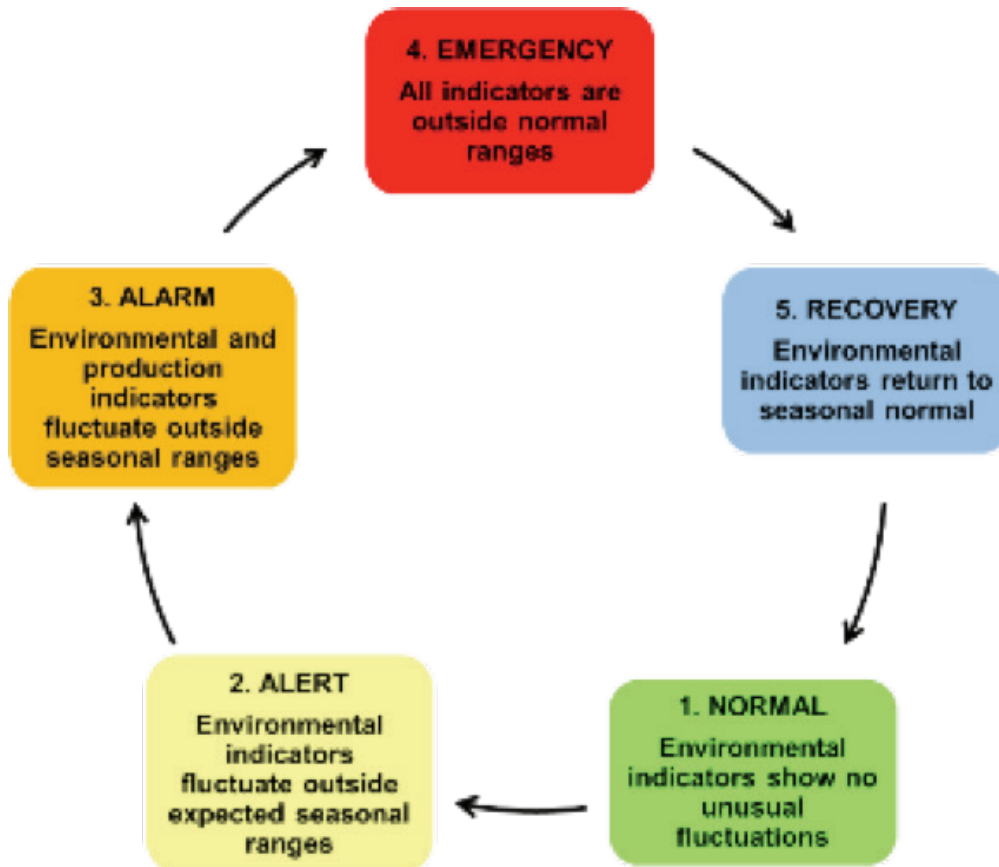 4. EMERGENCY
All indicators are
outside normal
ranges
3. ALARM
Environmental and
production
indicators
fluctuate outside
seasonal ranges
5. RECOVERY
Environmental
indicators return to
seasonal normal
2. ALERT
Environmental
indicators
fluctuate outside
expected seasonal
ranges
1. NORMAL
Environmental
indicators show no
unusual
fluctuations